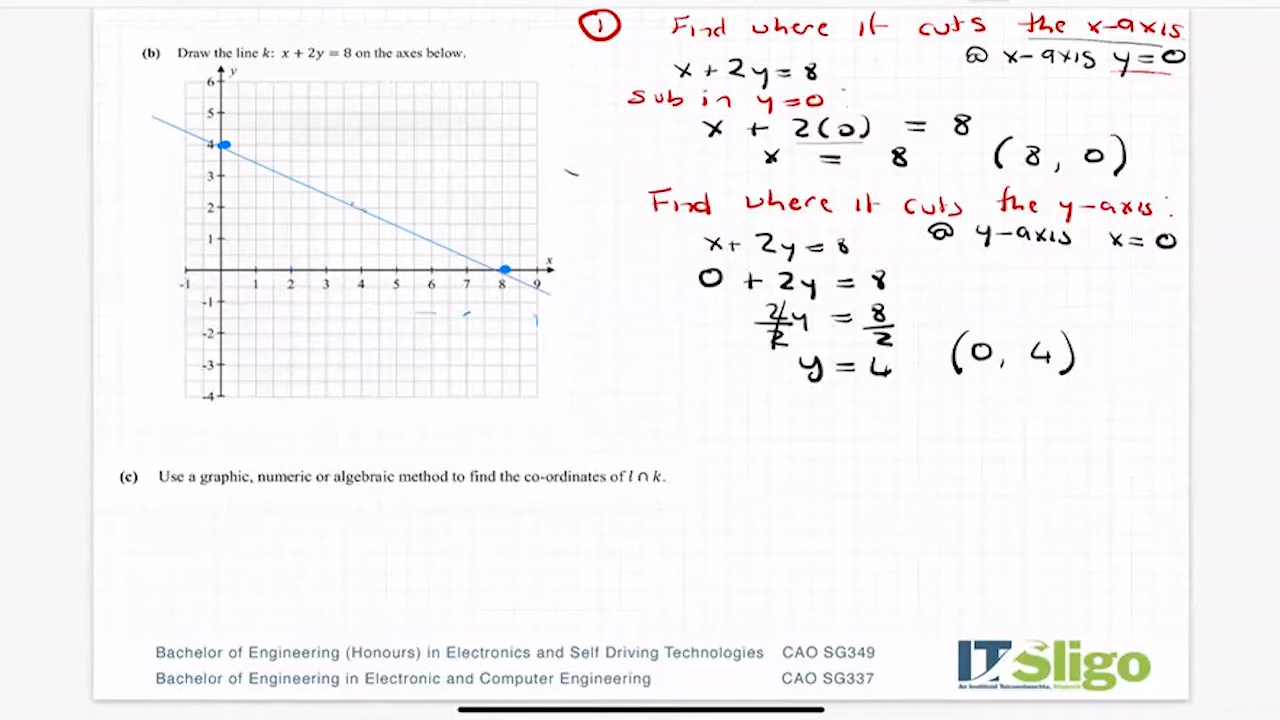 (b) Draw the line k: x + 2y = 8 on the axes below.
y
6
5
4
3
2
1
-1 1 2 3 4 5 6 7 8 9 x
-1
-2
-3
-4
1 Find where it cuts the x-axis
@ x-axis y=0
x + 2y = 8
Sub in y=0 :
x + 2(0) = 8
x = 8 (8, 0)
Find where it cuts the y-axis :
@ y-axis x=0
x + 2y = 8
0 + 2y = 8
2y/2 = 8/2
y = 4 (0, 4)
(c) Use a graphic, numeric or algebraic method to find the co-ordinates of l ∩ k.
Bachelor of Engineering (Honours) in Electronics and Self Driving Technologies CAO SG349
Bachelor of Engineering in Electronic and Computer Engineering CAO SG337
IT Sligo